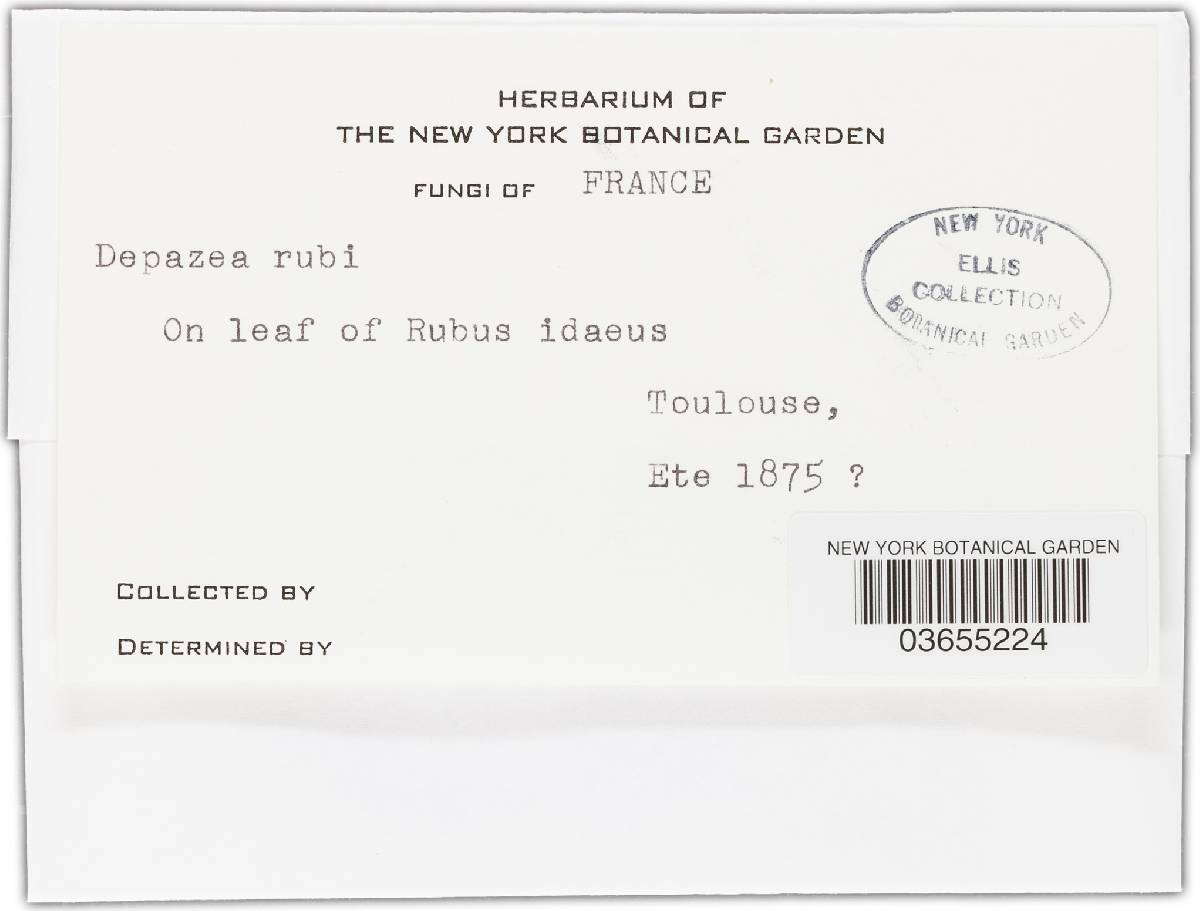 HERBARIUM OF
THE NEW YORK BOTANICAL GARDEN
FUNGI OF FRANCE
Depazea rubi
On leaf of Rubus idaeus
Toulouse,
Ete 1875 ?
NEW YORK
ELLIS
COLLECTION
BOTANICAL GARDEN
COLLECTED BY
DETERMINED BY
NEW YORK BOTANICAL GARDEN
03655224